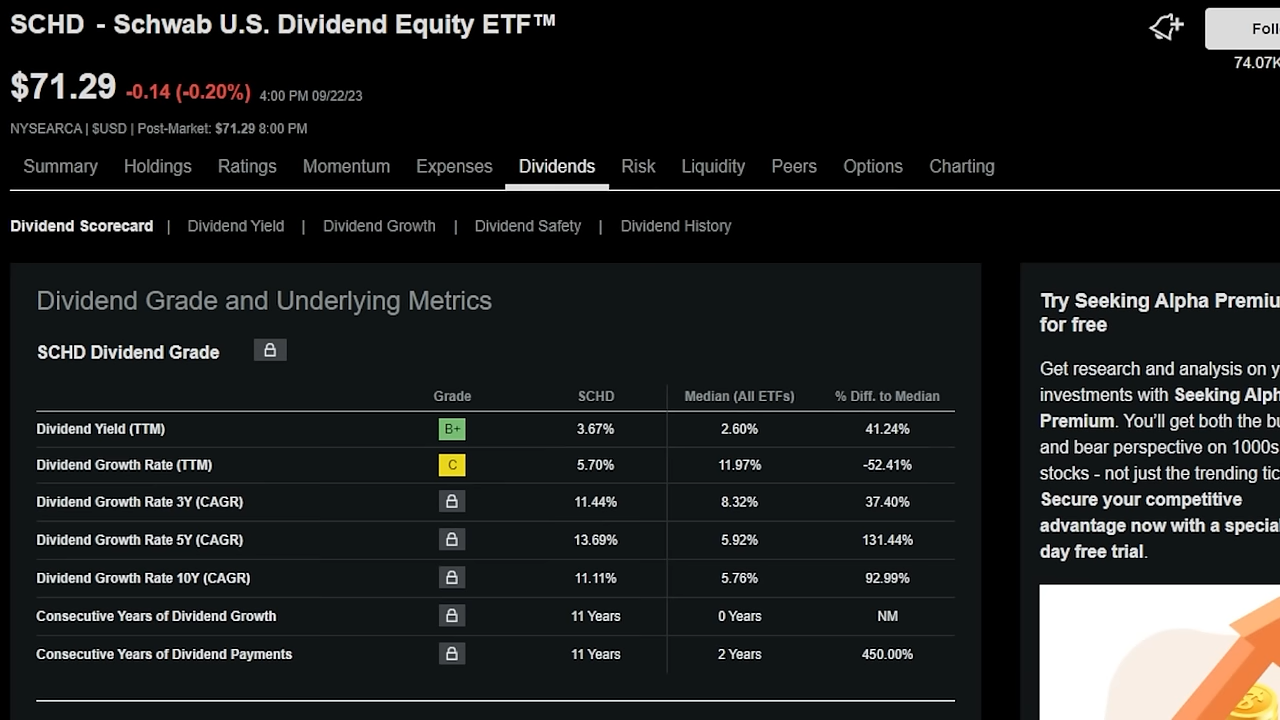 SCHD - Schwab U.S. Dividend Equity ETF™
Foll
$71.29 -0.14 (-0.20%) 4:00 PM 09/22/23
74.07K
NYSEARCA | $USD | Post-Market: $71.29 8:00 PM
Summary Holdings Ratings Momentum Expenses Dividends Risk Liquidity Peers Options Charting
Dividend Scorecard | Dividend Yield | Dividend Growth | Dividend Safety | Dividend History
Dividend Grade and Underlying Metrics
SCHD Dividend Grade
Grade SCHD Median (All ETFs) % Diff. to Median
Dividend Yield (TTM) B+ 3.67% 2.60% 41.24%
Dividend Growth Rate (TTM) C 5.70% 11.97% -52.41%
Dividend Growth Rate 3Y (CAGR) 11.44% 8.32% 37.40%
Dividend Growth Rate 5Y (CAGR) 13.69% 5.92% 131.44%
Dividend Growth Rate 10Y (CAGR) 11.11% 5.76% 92.99%
Consecutive Years of Dividend Growth 11 Years 0 Years NM
Consecutive Years of Dividend Payments 11 Years 2 Years 450.00%
Try Seeking Alpha Premiu
for free
Get research and analysis on y
investments with Seeking Alph
Premium. You'll get both the bu
and bear perspective on 1000s
stocks - not just the trending tic
Secure your competitive
advantage now with a special
day free trial.